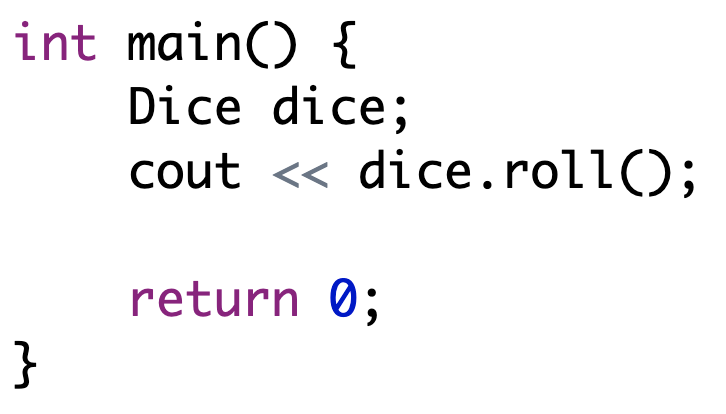 int main() {
    Dice dice;
    cout << dice.roll();

    return 0;
}